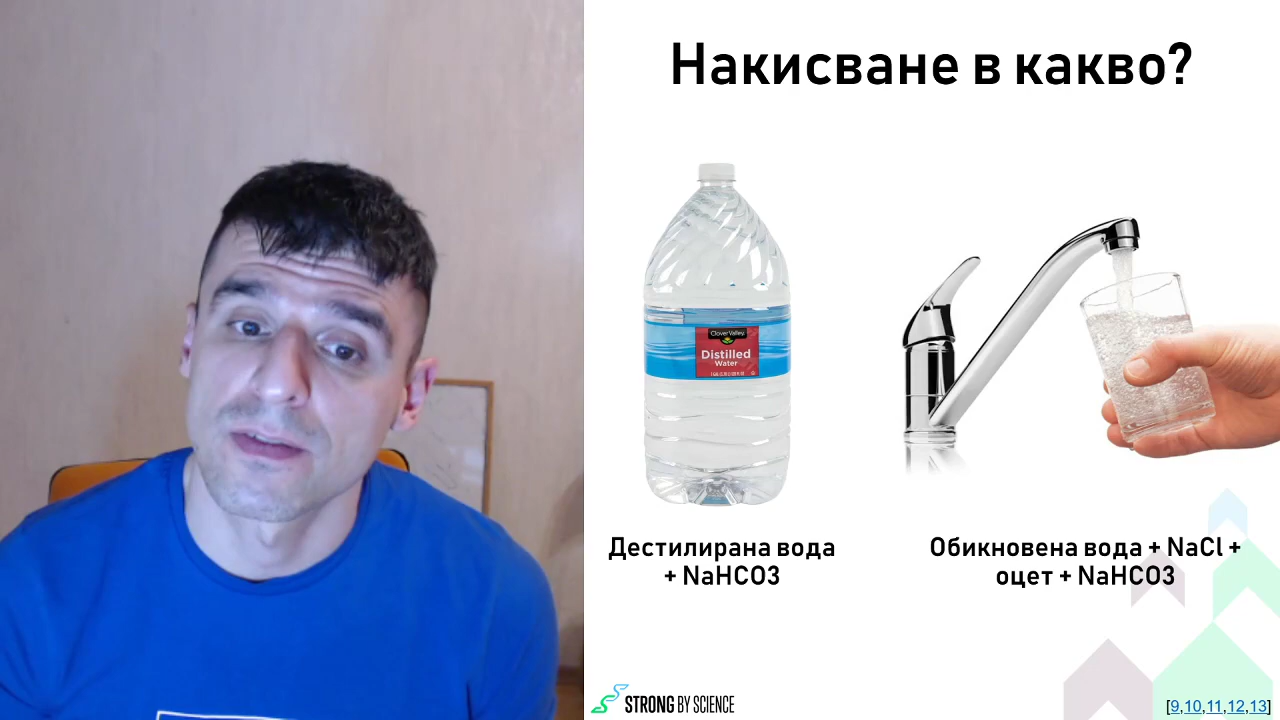 Накисване в какво?
Clover Valley
Distilled
Water
Дестилирана вода
+ NaHCO3
Обикновена вода + NaCl +
оцет + NaHCO3
STRONG BY SCIENCE
[9,10,11,12,13]